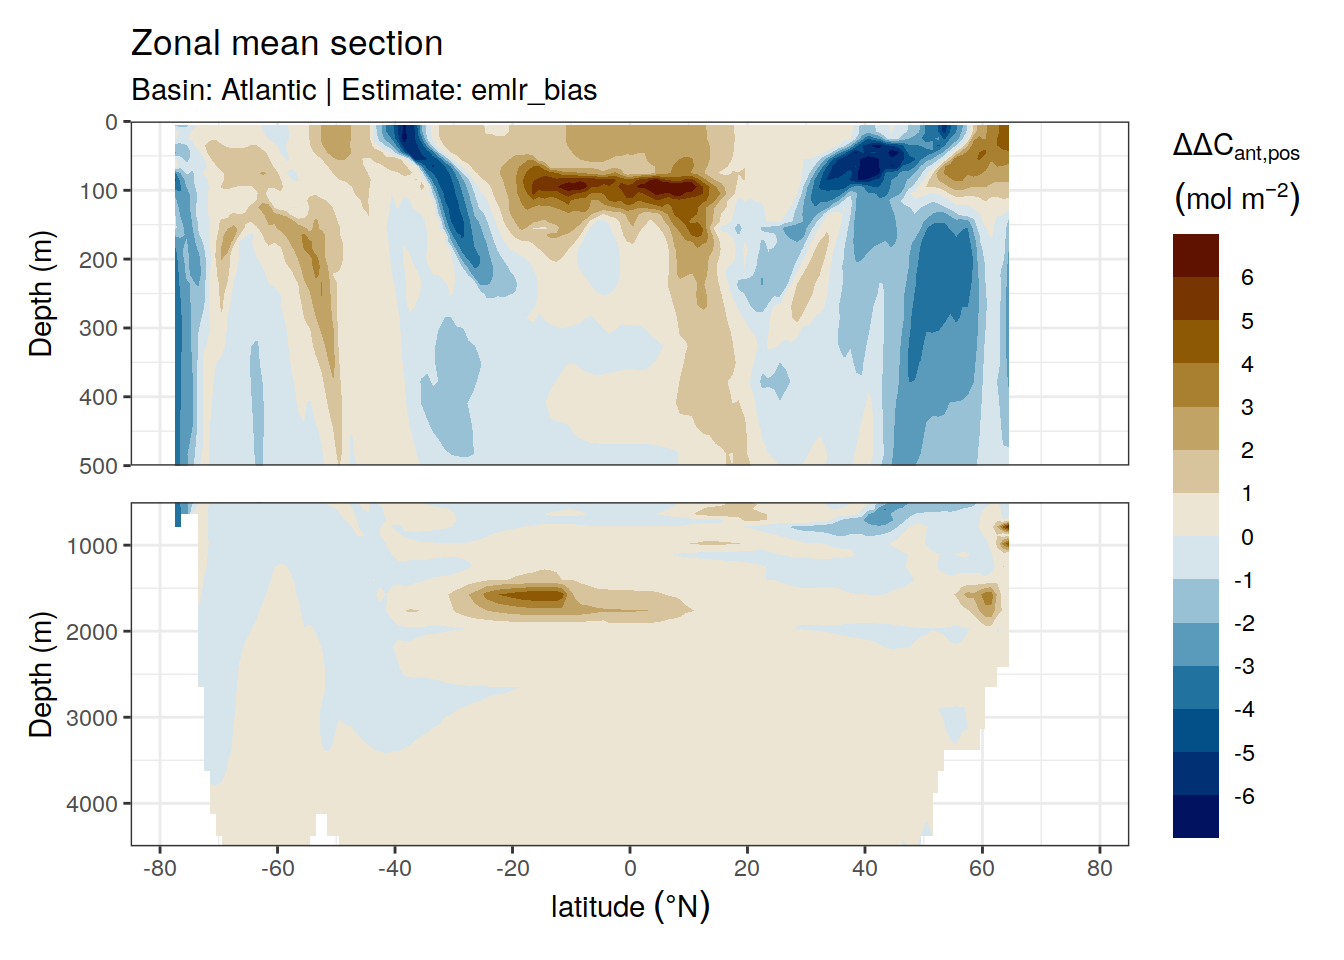 Zonal mean section
Basin: Atlantic | Estimate: emlr_bias
0
100
200
300
400
500
Depth (m)
1000
2000
3000
4000
Depth (m)
-80 -60 -40 -20 0 20 40 60 80
latitude (°N)
ΔΔC_ant,pos
(mol m⁻²)
6
5
4
3
2
1
0
-1
-2
-3
-4
-5
-6